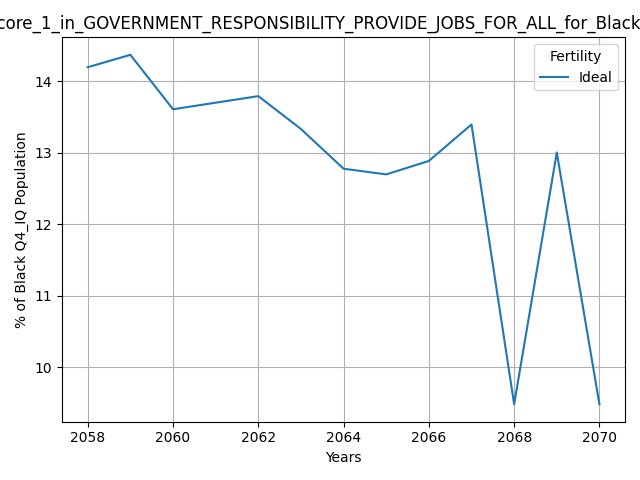 core_1_in_GOVERNMENT_RESPONSIBILITY_PROVIDE_JOBS_FOR_ALL_for_Black
Fertility
Ideal
14
13
12
11
10
% of Black Q4_IQ Population
2058 2060 2062 2064 2066 2068 2070
Years